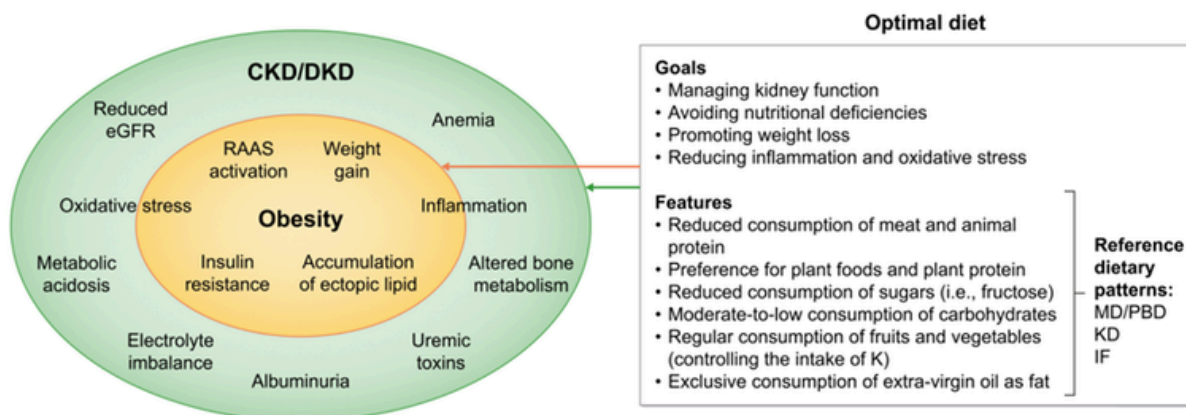 Optimal diet
CKD/DKD
Reduced
eGFR
Anemia
RAAS
activation
Weight
gain
Oxidative stress
Obesity
Inflammation
Metabolic
acidosis
Insulin
resistance
Accumulation
of ectopic lipid
Altered bone
metabolism
Electrolyte
imbalance
Albuminuria
Uremic
toxins
Goals
• Managing kidney function
• Avoiding nutritional deficiencies
• Promoting weight loss
• Reducing inflammation and oxidative stress
Features
• Reduced consumption of meat and animal
protein
• Preference for plant foods and plant protein
• Reduced consumption of sugars (i.e., fructose)
• Moderate-to-low consumption of carbohydrates
• Regular consumption of fruits and vegetables
(controlling the intake of K)
• Exclusive consumption of extra-virgin oil as fat
Reference
dietary
patterns:
MD/PBD
KD
IF